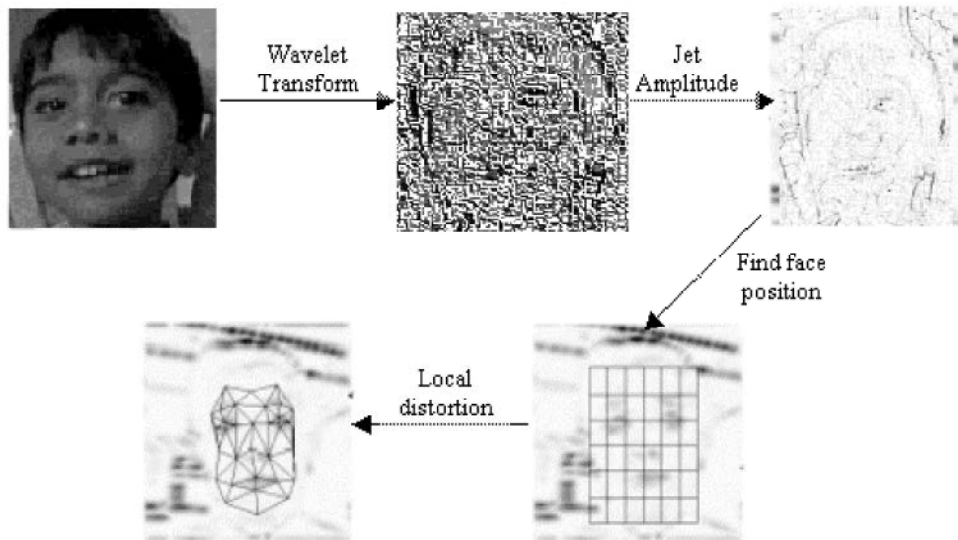 Wavelet
Transform
Jet
Amplitude
Find face
position
Local
distortion